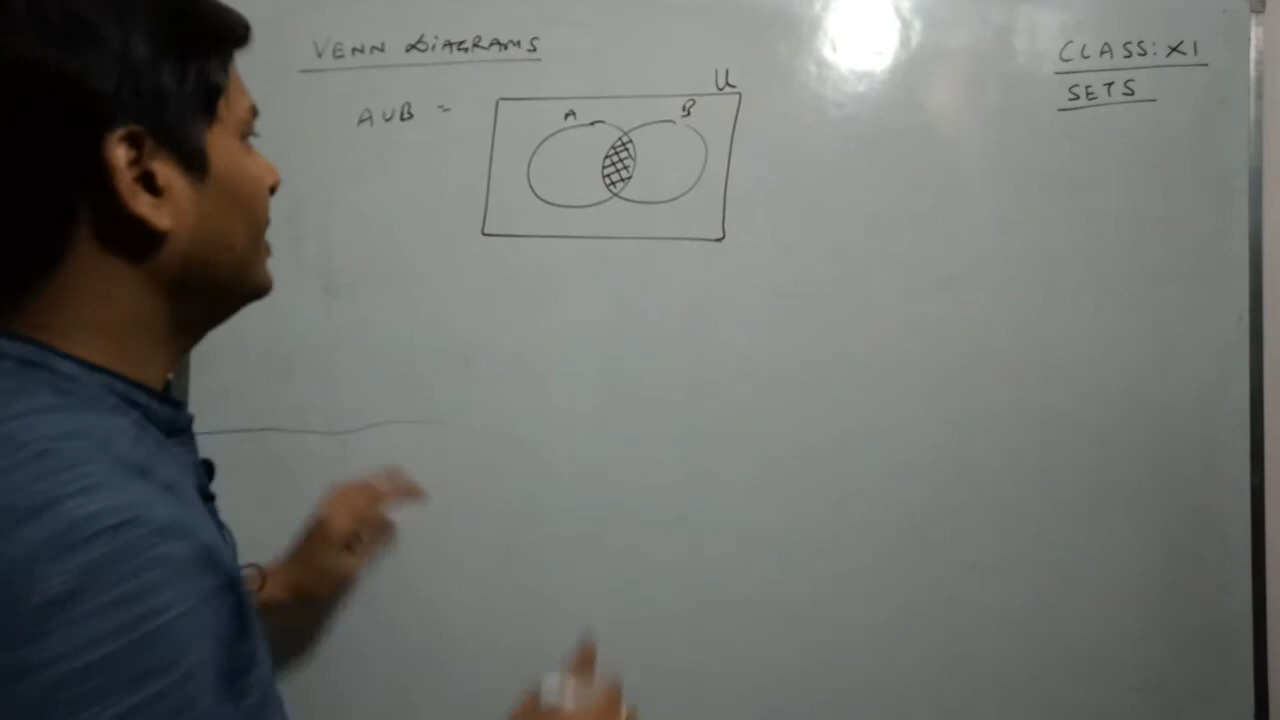 VENN DIAGRAMS
CLASS: XI
SETS
A∪B =
U
A B